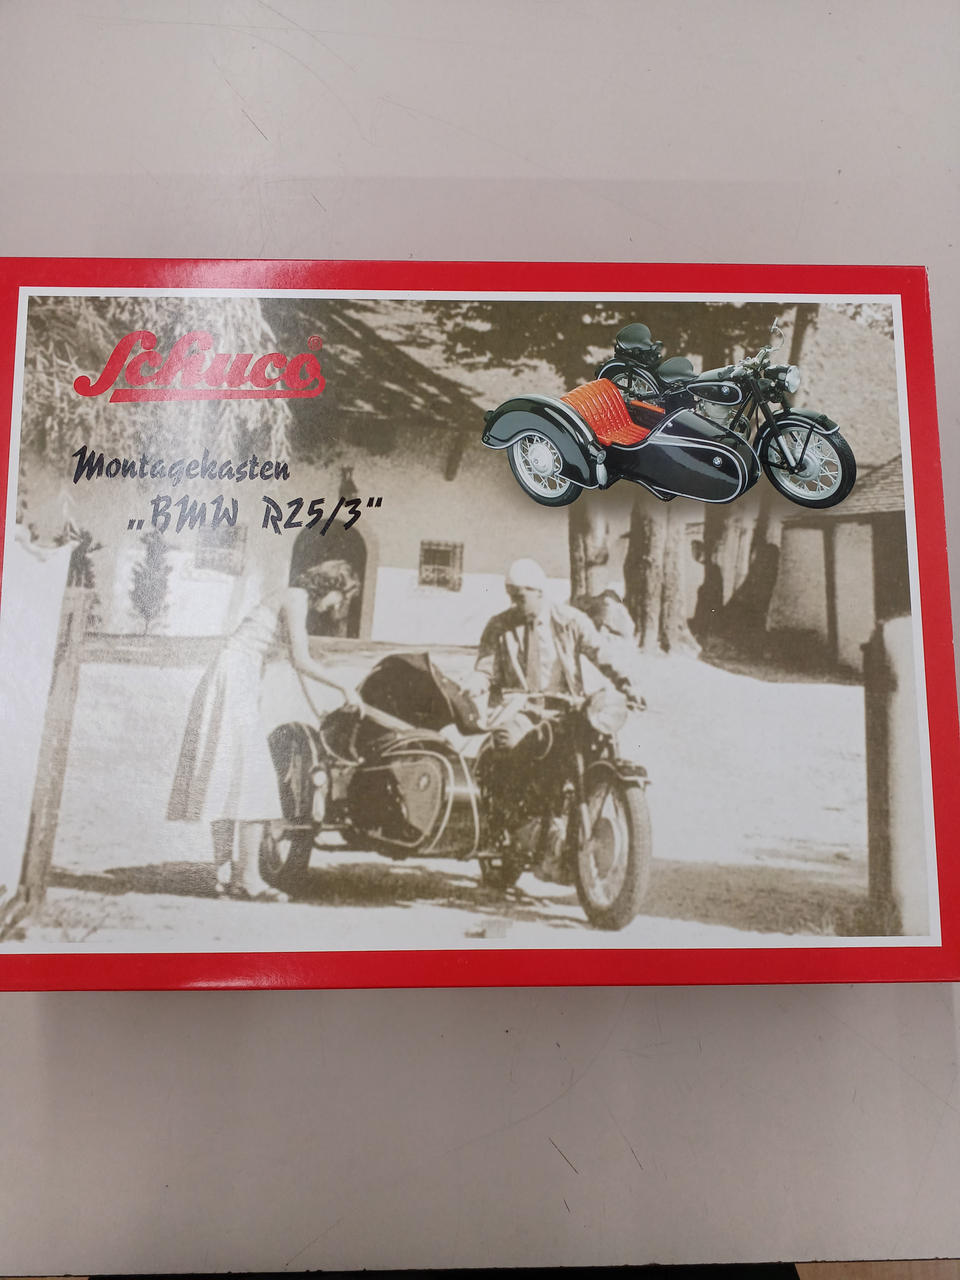 Schuco®
Montagekasten
„BMW R25/3“